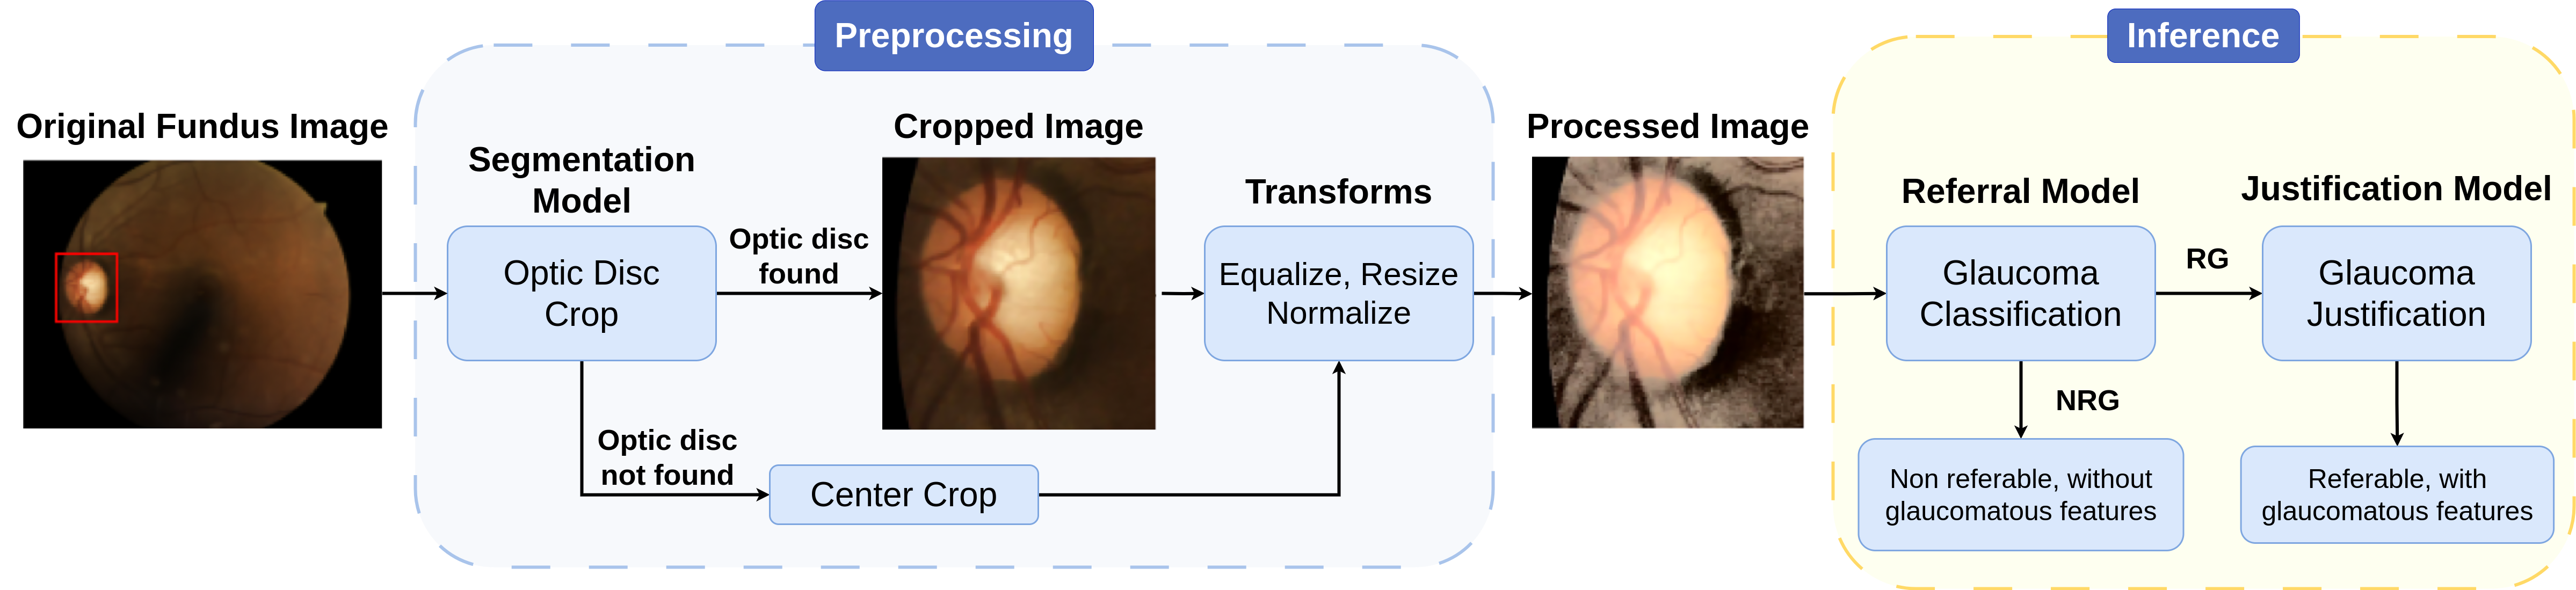 Preprocessing
Inference
Original Fundus Image
Segmentation
Model
Optic Disc
Crop
Optic disc
found
Optic disc
not found
Center Crop
Cropped Image
Transforms
Equalize, Resize
Normalize
Processed Image
Referral Model
Glaucoma
Classification
RG
NRG
Non referable, without
glaucomatous features
Justification Model
Glaucoma
Justification
Referable, with
glaucomatous features